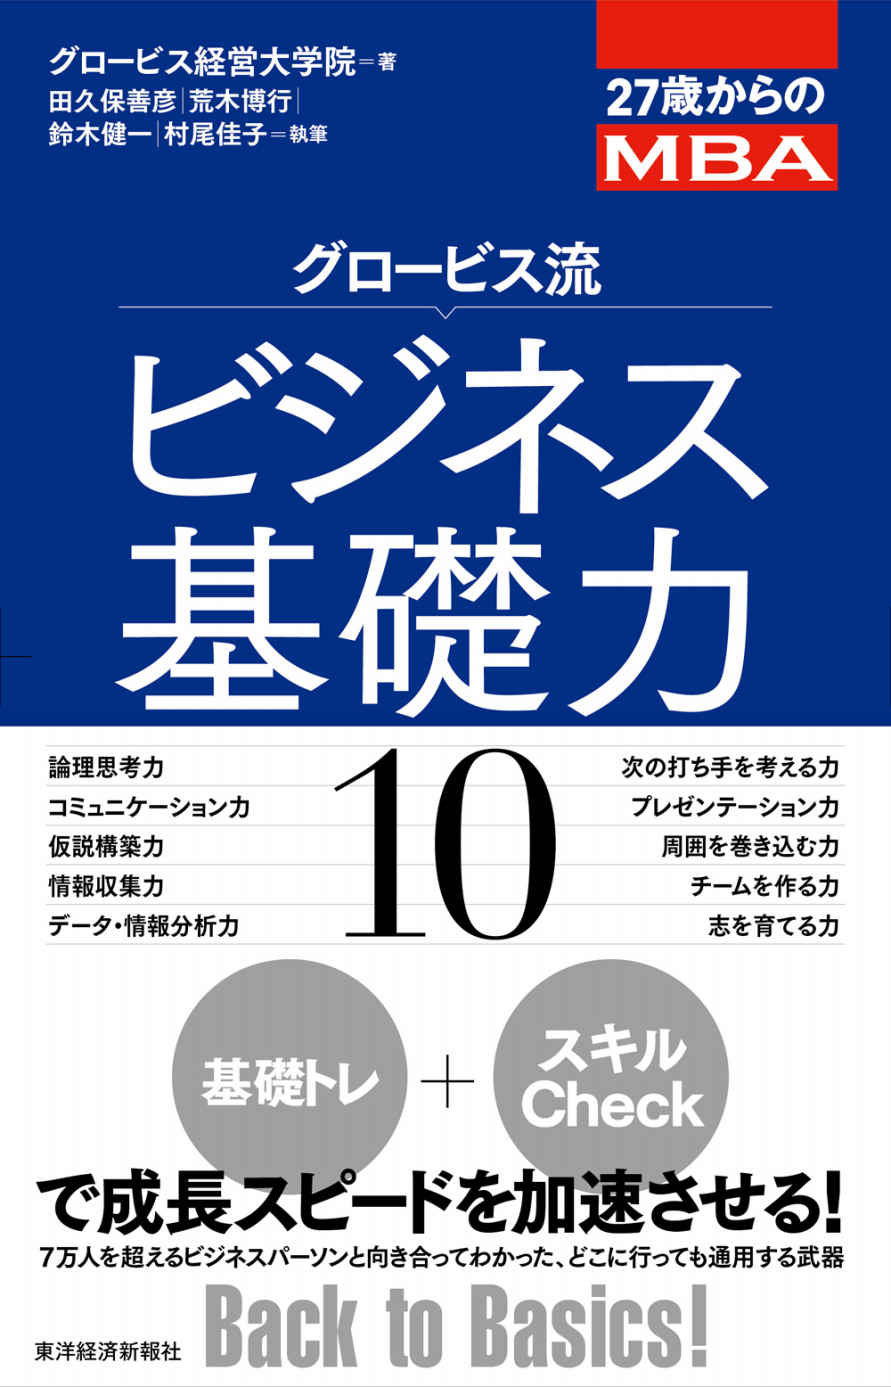 グロービス経営大学院=著
田久保善彦|荒木博行|
鈴木健一|村尾佳子=執筆
27歳からの
MBA
グロービス流
ビジネス
基礎力
10
論理思考力
コミュニケーション力
仮説構築力
情報収集力
データ・情報分析力
次の打ち手を考える力
プレゼンテーション力
周囲を巻き込む力
チームを作る力
志を育てる力
基礎トレ
+
スキル
Check
で成長スピードを加速させる!
7万人を超えるビジネスパーソンと向き合ってわかった、どこに行っても通用する武器
Back to Basics!
東洋経済新報社